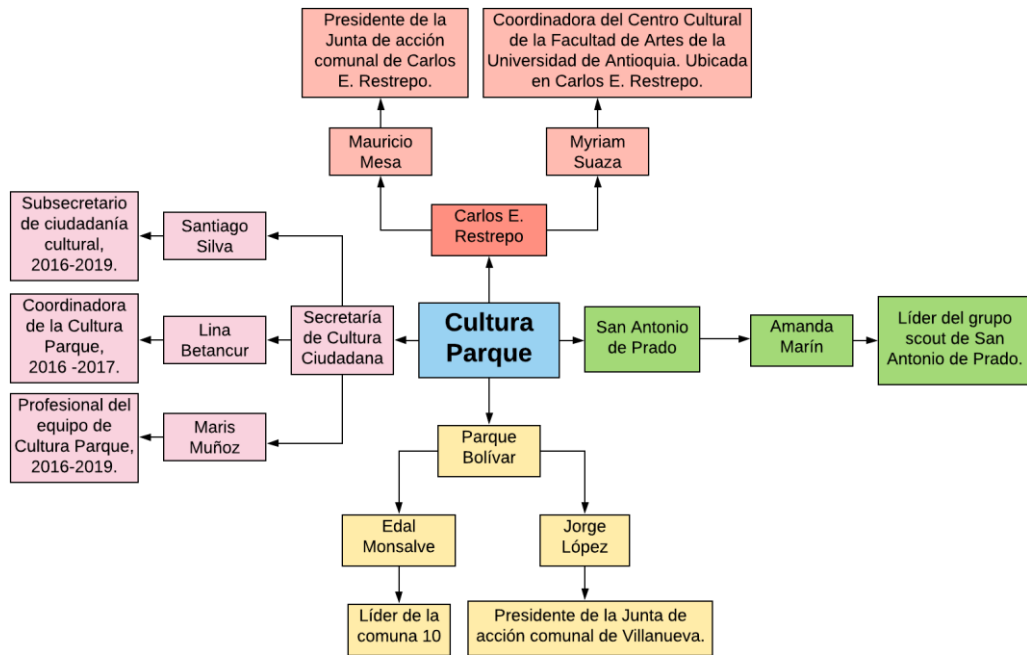 Presidente de la
Junta de acción
comunal de Carlos
E. Restrepo.
Coordinadora del Centro Cultural
de la Facultad de Artes de la
Universidad de Antioquia. Ubicada
en Carlos E. Restrepo.
Mauricio
Mesa
Myriam
Suaza
Carlos E.
Restrepo
Subsecretario
de ciudadanía
cultural,
2016-2019.
Santiago
Silva
Coordinadora
de la Cultura
Parque,
2016 -2017.
Lina
Betancur
Secretaría
de Cultura
Ciudadana
Cultura
Parque
San Antonio
de Prado
Amanda
Marín
Líder del grupo
scout de San
Antonio de Prado.
Profesional del
equipo de
Cultura Parque,
2016-2019.
Maris
Muñoz
Parque
Bolívar
Edal
Monsalve
Jorge
López
Líder de la
comuna 10
Presidente de la Junta de
acción comunal de Villanueva.